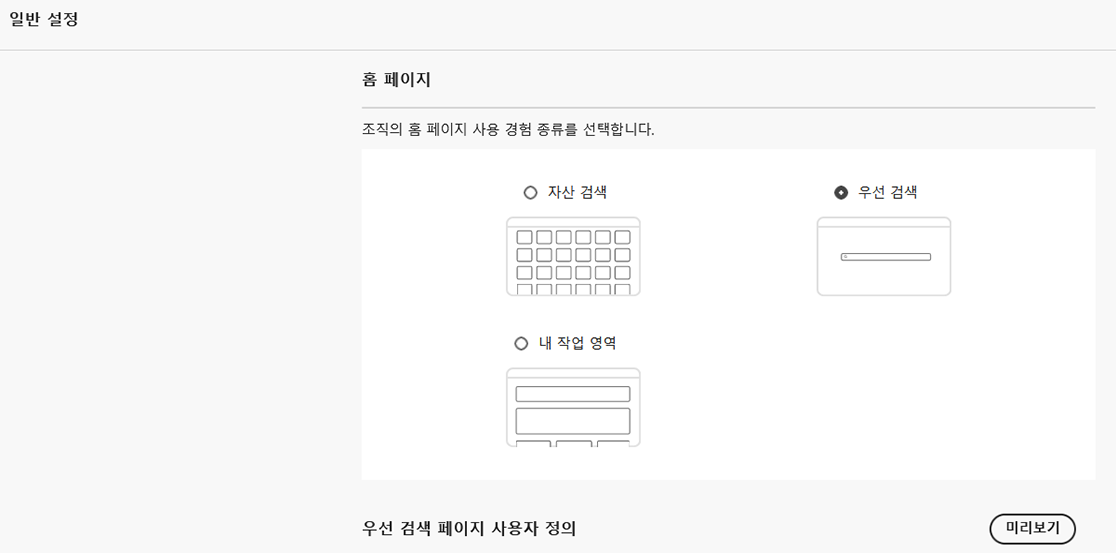 일반 설정
홈 페이지
조직의 홈 페이지 사용 경험 종류를 선택합니다.
자산 검색
우선 검색
내 작업 영역
우선 검색 페이지 사용자 정의
미리보기